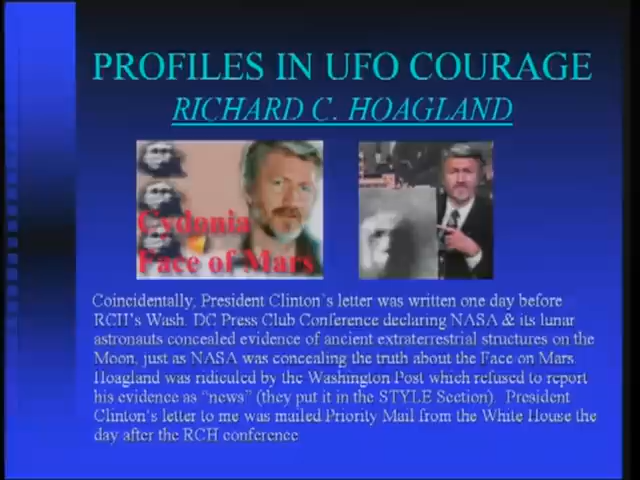 PROFILES IN UFO COURAGE
RICHARD C. HOAGLAND
Cydonia
Face of Mars
Coincidentally, President Clinton's letter was written one day before
RCH's Wash. DC Press Club Conference declaring NASA & its lunar
astronauts concealed evidence of ancient extraterrestrial structures on the
Moon, just as NASA was concealing the truth about the Face on Mars.
Hoagland was ridiculed by the Washington Post which refused to report
his evidence as "news" (they put it in the STYLE Section). President
Clinton's letter to me was mailed Priority Mail from the White House the
day after the RCH conference